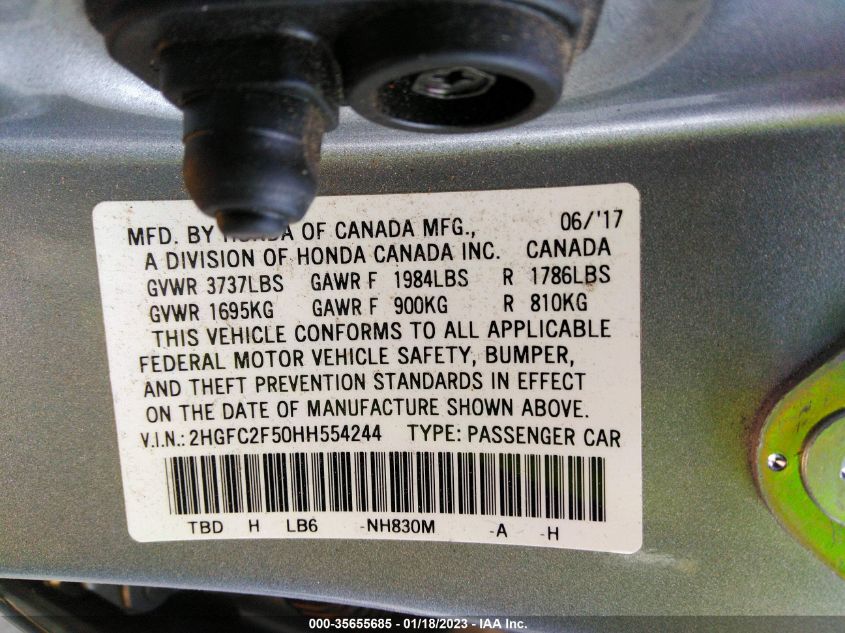 MFD. BY HONDA OF CANADA MFG., 06/'17
A DIVISION OF HONDA CANADA INC. CANADA
GVWR 3737LBS GAWR F 1984LBS R 1786LBS
GVWR 1695KG GAWR F 900KG R 810KG
THIS VEHICLE CONFORMS TO ALL APPLICABLE
FEDERAL MOTOR VEHICLE SAFETY, BUMPER,
AND THEFT PREVENTION STANDARDS IN EFFECT
ON THE DATE OF MANUFACTURE SHOWN ABOVE.
V.I.N.: 2HGFC2F50HH554244 TYPE: PASSENGER CAR
TBD H LB6 -NH830M -A -H
000-35655685 / 01/18/2023 / IAA Inc.